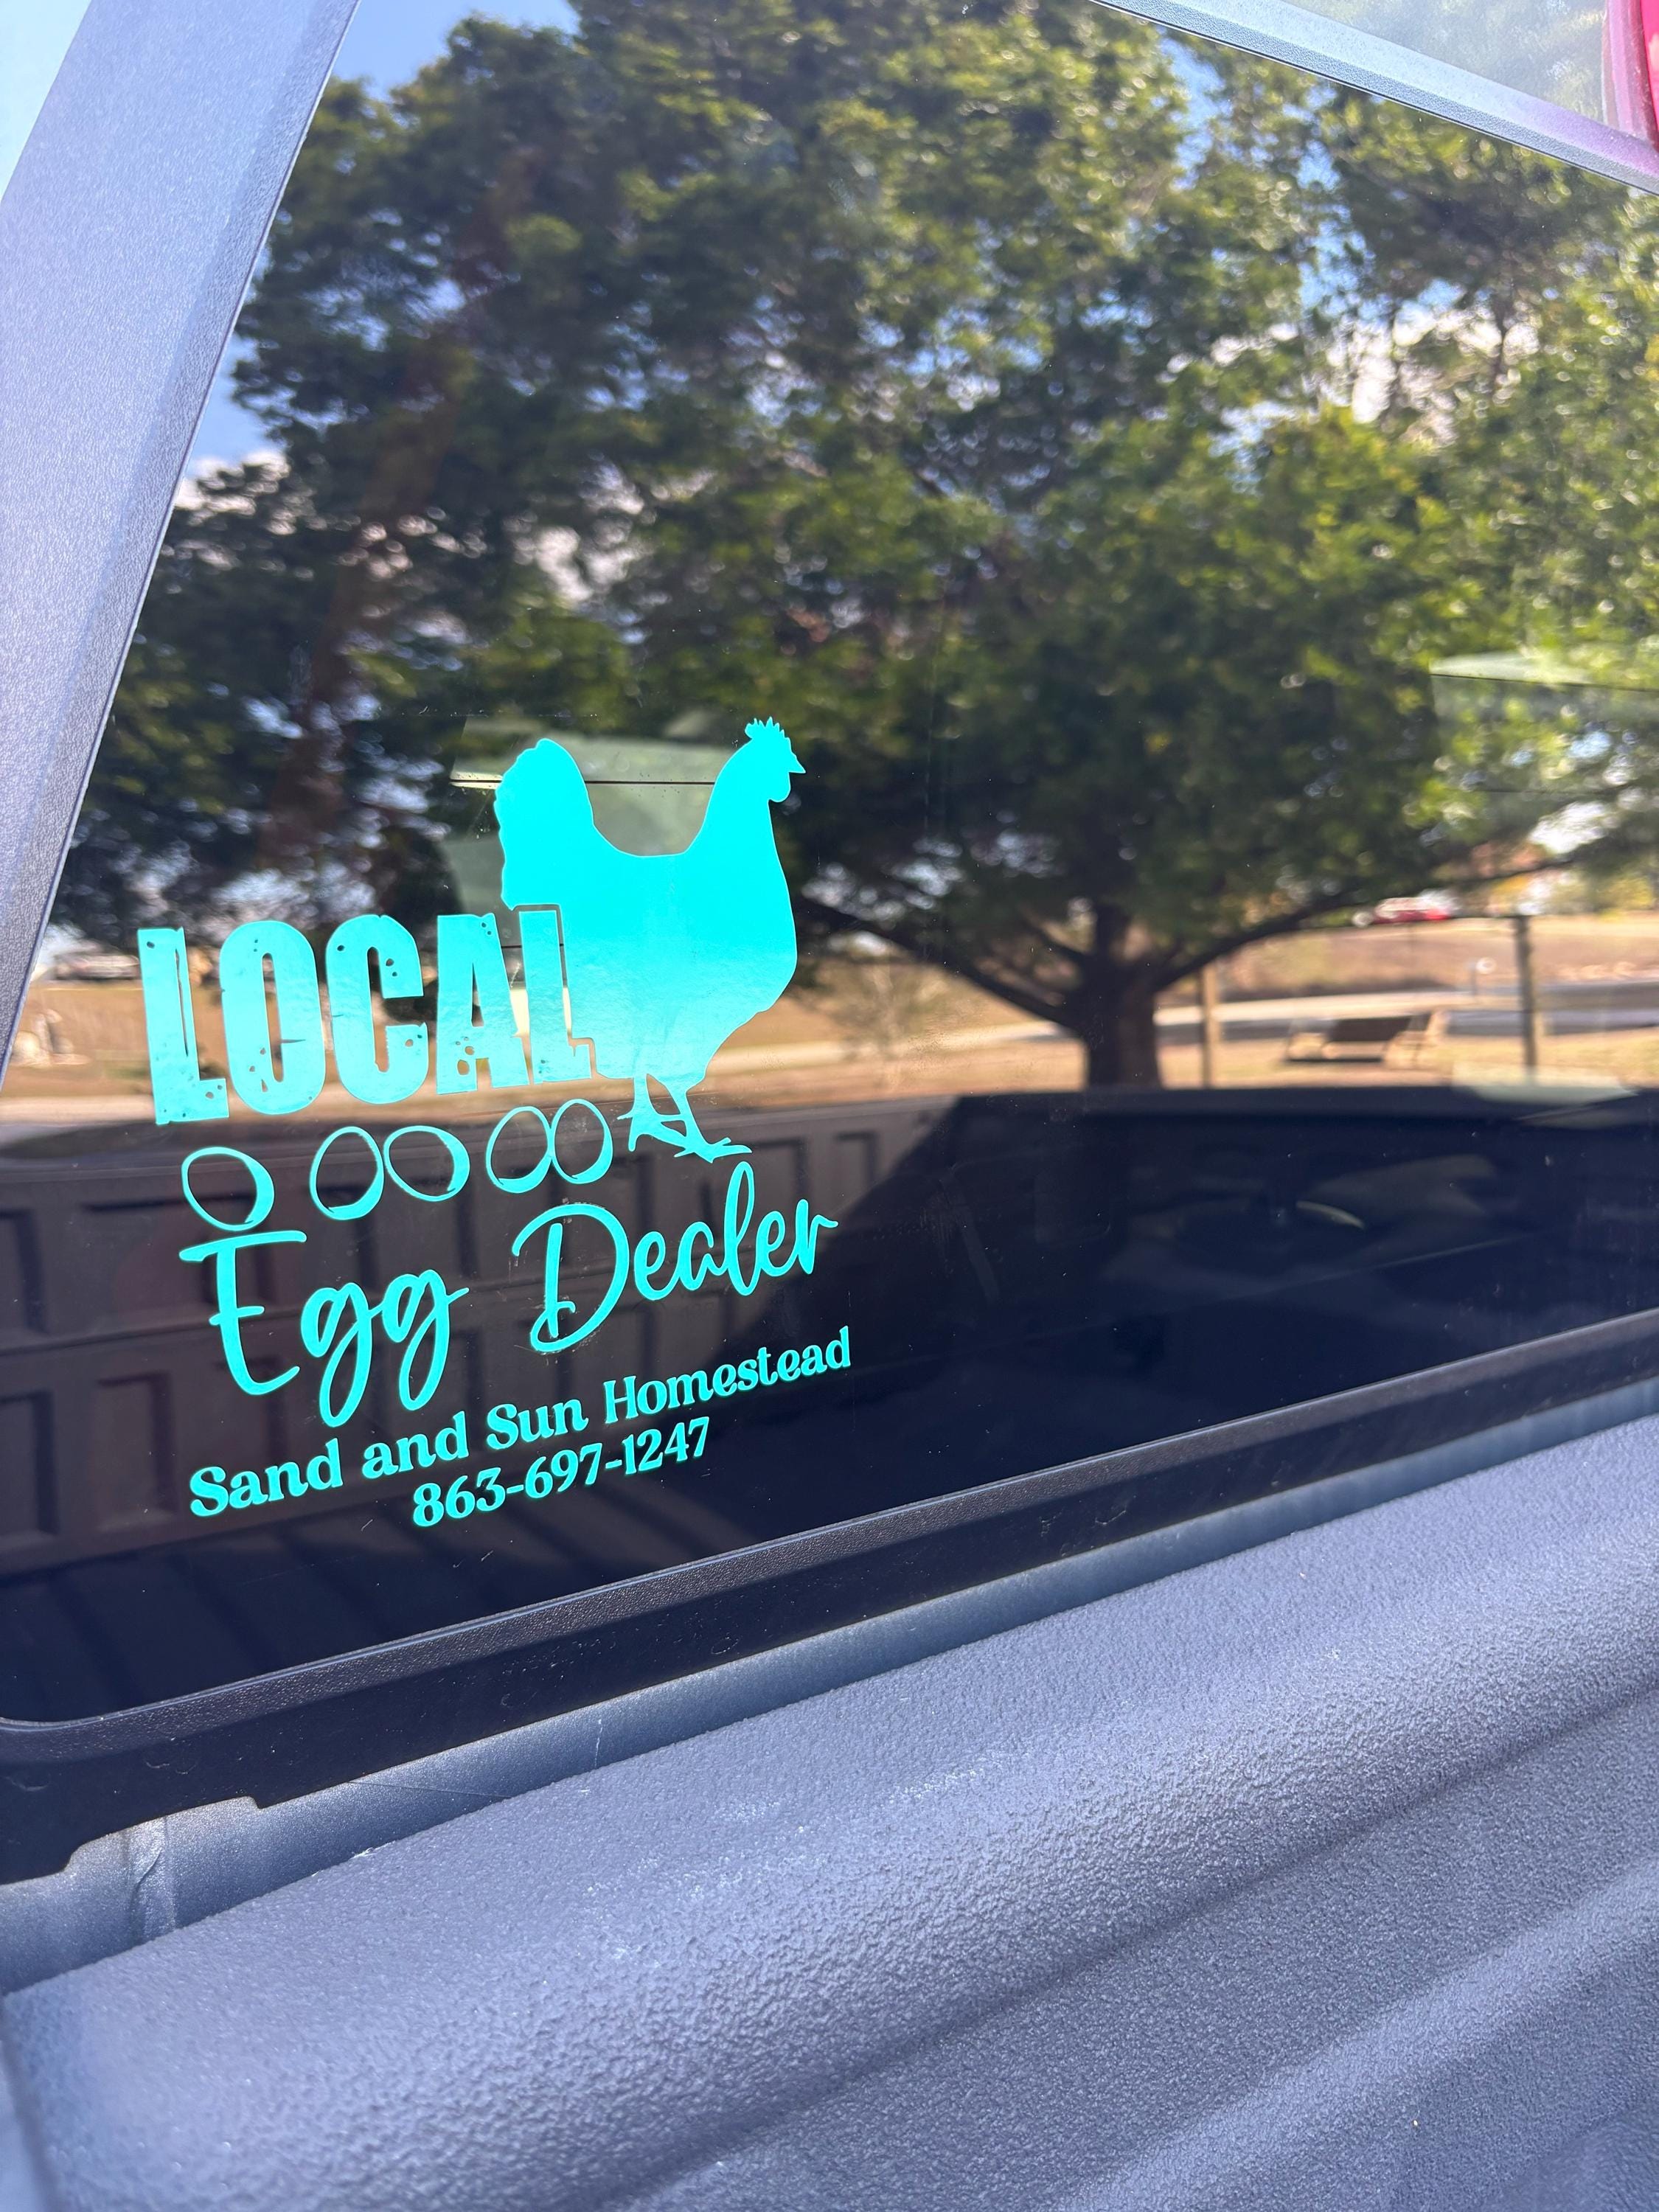 LOCAL
Egg Dealer
Sand and Sun Homestead
863-697-1247